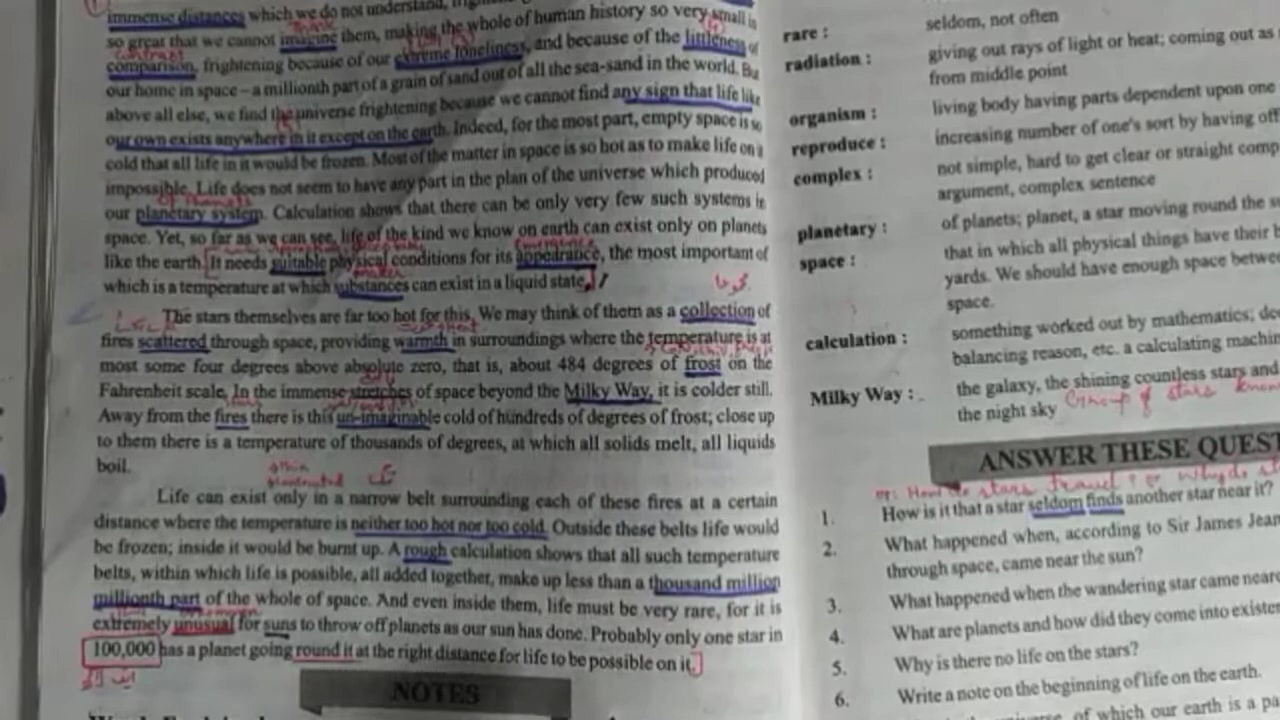 immense distances which we do not understand,
so great that we cannot imagine them, making the whole of human history so very small in
contrast
comparison, frightening because of our extreme loneliness, and because of the littleness of
our home in space – a millionth part of a grain of sand out of all the sea-sand in the world. But
above all else, we find the universe frightening because we cannot find any sign that life like
our own exists anywhere in it except on the earth. Indeed, for the most part, empty space is so
cold that all life in it would be frozen. Most of the matter in space is so hot as to make life on
impossible. Life does not seem to have any part in the plan of the universe which produced
of Planets
our planetary system. Calculation shows that there can be only very few such systems in
space. Yet, so far as we can see, life of the kind we know on earth can exist only on planets
emergence
like the earth. It needs suitable physical conditions for its appearance, the most important of
matter
which is a temperature at which substances can exist in a liquid state.
The stars themselves are far too hot for this. We may think of them as a collection of
fires scattered through space, providing warmth in surroundings where the temperature is at
most some four degrees above absolute zero, that is, about 484 degrees of frost on the
Fahrenheit scale. In the immense stretches of space beyond the Milky Way, it is colder still.
Away from the fires there is this un-imaginable cold of hundreds of degrees of frost; close up
to them there is a temperature of thousands of degrees, at which all solids melt, all liquids
boil.
Life can exist only in a narrow belt surrounding each of these fires at a certain
distance where the temperature is neither too hot nor too cold. Outside these belts life would
be frozen; inside it would be burnt up. A rough calculation shows that all such temperature
belts, within which life is possible, all added together, make up less than a thousand million
millionth part of the whole of space. And even inside them, life must be very rare, for it is
extremely unusual for suns to throw off planets as our sun has done. Probably only one star in
100,000 has a planet going round it at the right distance for life to be possible on it.
NOTES
rare : seldom, not often
radiation : giving out rays of light or heat; coming out as
from middle point
organism : living body having parts dependent upon one
reproduce : increasing number of one's sort by having off
complex : not simple, hard to get clear or straight comp
argument, complex sentence
planetary : of planets; planet, a star moving round the
space : that in which all physical things have their
yards. We should have enough space betwe
space.
calculation : something worked out by mathematics;
balancing reason, etc. a calculating machin
Milky Way : the galaxy, the shining countless stars and
the night sky Group of stars know
ANSWER THESE QUEST
or: How do stars travel? or Why do
1. How is it that a star seldom finds another star near it?
2. What happened when, according to Sir James Jean
through space, came near the sun?
3. What happened when the wandering star came neare
4. What are planets and how did they come into existen
5. Why is there no life on the stars?
6. Write a note on the beginning of life on the earth.
of which our earth is a pa